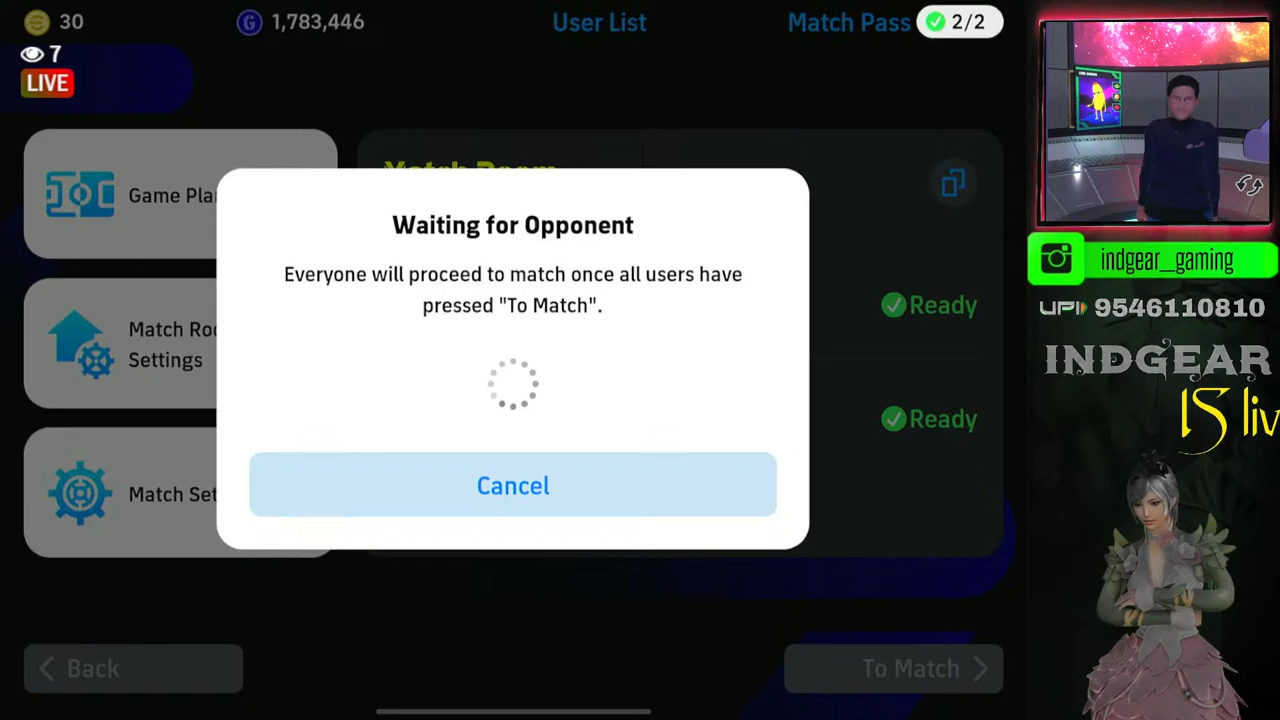 30
1,783,446
User List
Match Pass
2/2
7
LIVE
Game Pla
Match Room
Waiting for Opponent
Everyone will proceed to match once all users have
pressed "To Match".
Cancel
Match Ro
Settings
Match Set
Ready
Ready
Back
To Match
indgear_gaming
UPI 9546110810
INDGEAR
IS liv